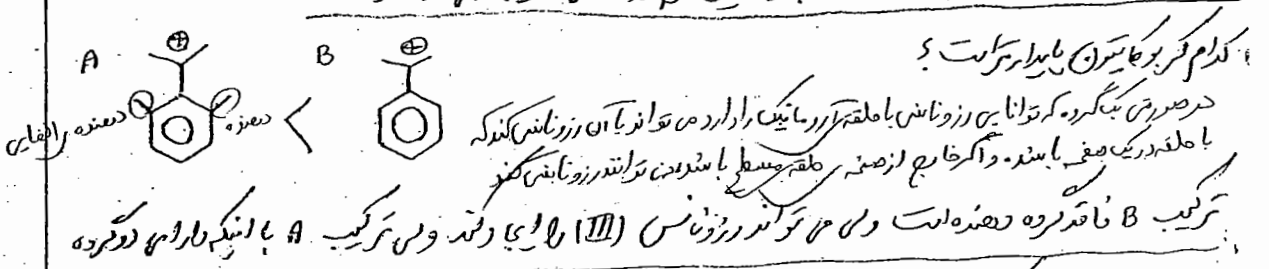 کدام کربوکاتیون پایدارتر است ؟
A ⊕ B ⊕
در صورتی یک گروه که توانایی رزونانس با حلقه آروماتیک را دارد می تواند با آن رزونانس کند که
دهنده ی القایی دهنده <
با حلقه در یک صفحه باشد. و اگر خارج از صفحه ی حلقه ی مسطح باشد، نمی تواند رزونانس کند
ترکیب B فاقد گروه دهنده است ولی می تواند رزونانس (III) را ایجاد کند ولی ترکیب A با اینکه دارای دو گروه